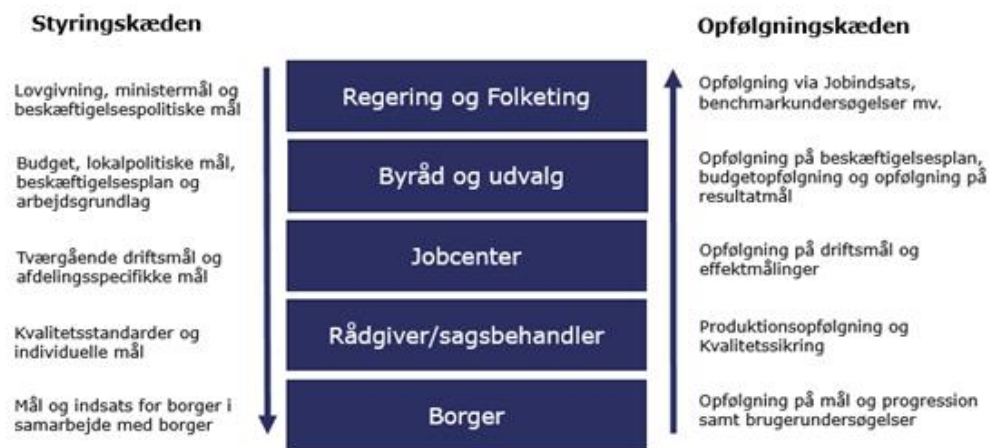 Styringskæden
Opfølgningskæden
Lovgivning, ministermål og
beskæftigelsespolitiske mål
Regering og Folketing
Opfølgning via Jobindsats,
benchmarkundersøgelser mv.
Budget, lokalpolitiske mål,
beskæftigelsesplan og
arbejdsgrundlag
Byråd og udvalg
Opfølgning på beskæftigelsesplan,
budgetopfølgning og opfølgning på
resultatmål
Tværgående driftsmål og
afdelingsspecifikke mål
Jobcenter
Opfølgning på driftsmål og
effektmålinger
Kvalitetsstandarder og
individuelle mål
Rådgiver/sagsbehandler
Produktionsopfølgning og
Kvalitetssikring
Mål og indsats for borger i
samarbejde med borger
Borger
Opfølgning på mål og progression
samt brugerundersøgelser